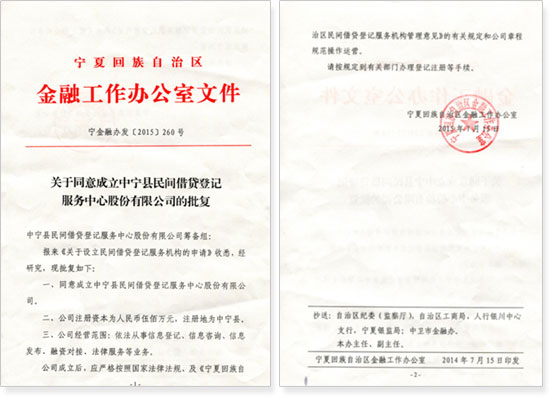 宁夏回族自治区
金融工作办公室文件
宁金融办发〔2015〕260号
关于同意成立中宁县民间借贷登记
服务中心股份有限公司的批复
中宁县民间借贷登记服务中心股份有限公司筹备组:
报来《关于设立民间借贷登记服务机构的申请》收悉,经
研究,现批复如下:
一、同意成立中宁县民间借贷登记服务中心股份有限公
司。
二、公司注册资本为人民币伍佰万元,注册地为中宁县。
三、公司经营范围:依法从事信息登记、信息咨询、信息
发布、融资对接、法律服务等业务。
公司成立后,应严格按照国家法律法规、及《宁夏回族自
-1-
治区民间借贷登记服务机构管理意见》的有关规定和公司章程
规范操作运营。
请按规定到有关部门办理登记注册等手续。
宁夏回族自治区金融工作办公室
2015年7月15日
抄送:自治区纪委(监察厅),自治区工商局,人行银川中心
支行,宁夏银监局;中卫市金融办。
本办主任、副主任。
宁夏回族自治区金融工作办公室 2014年7月15日印发
-2-